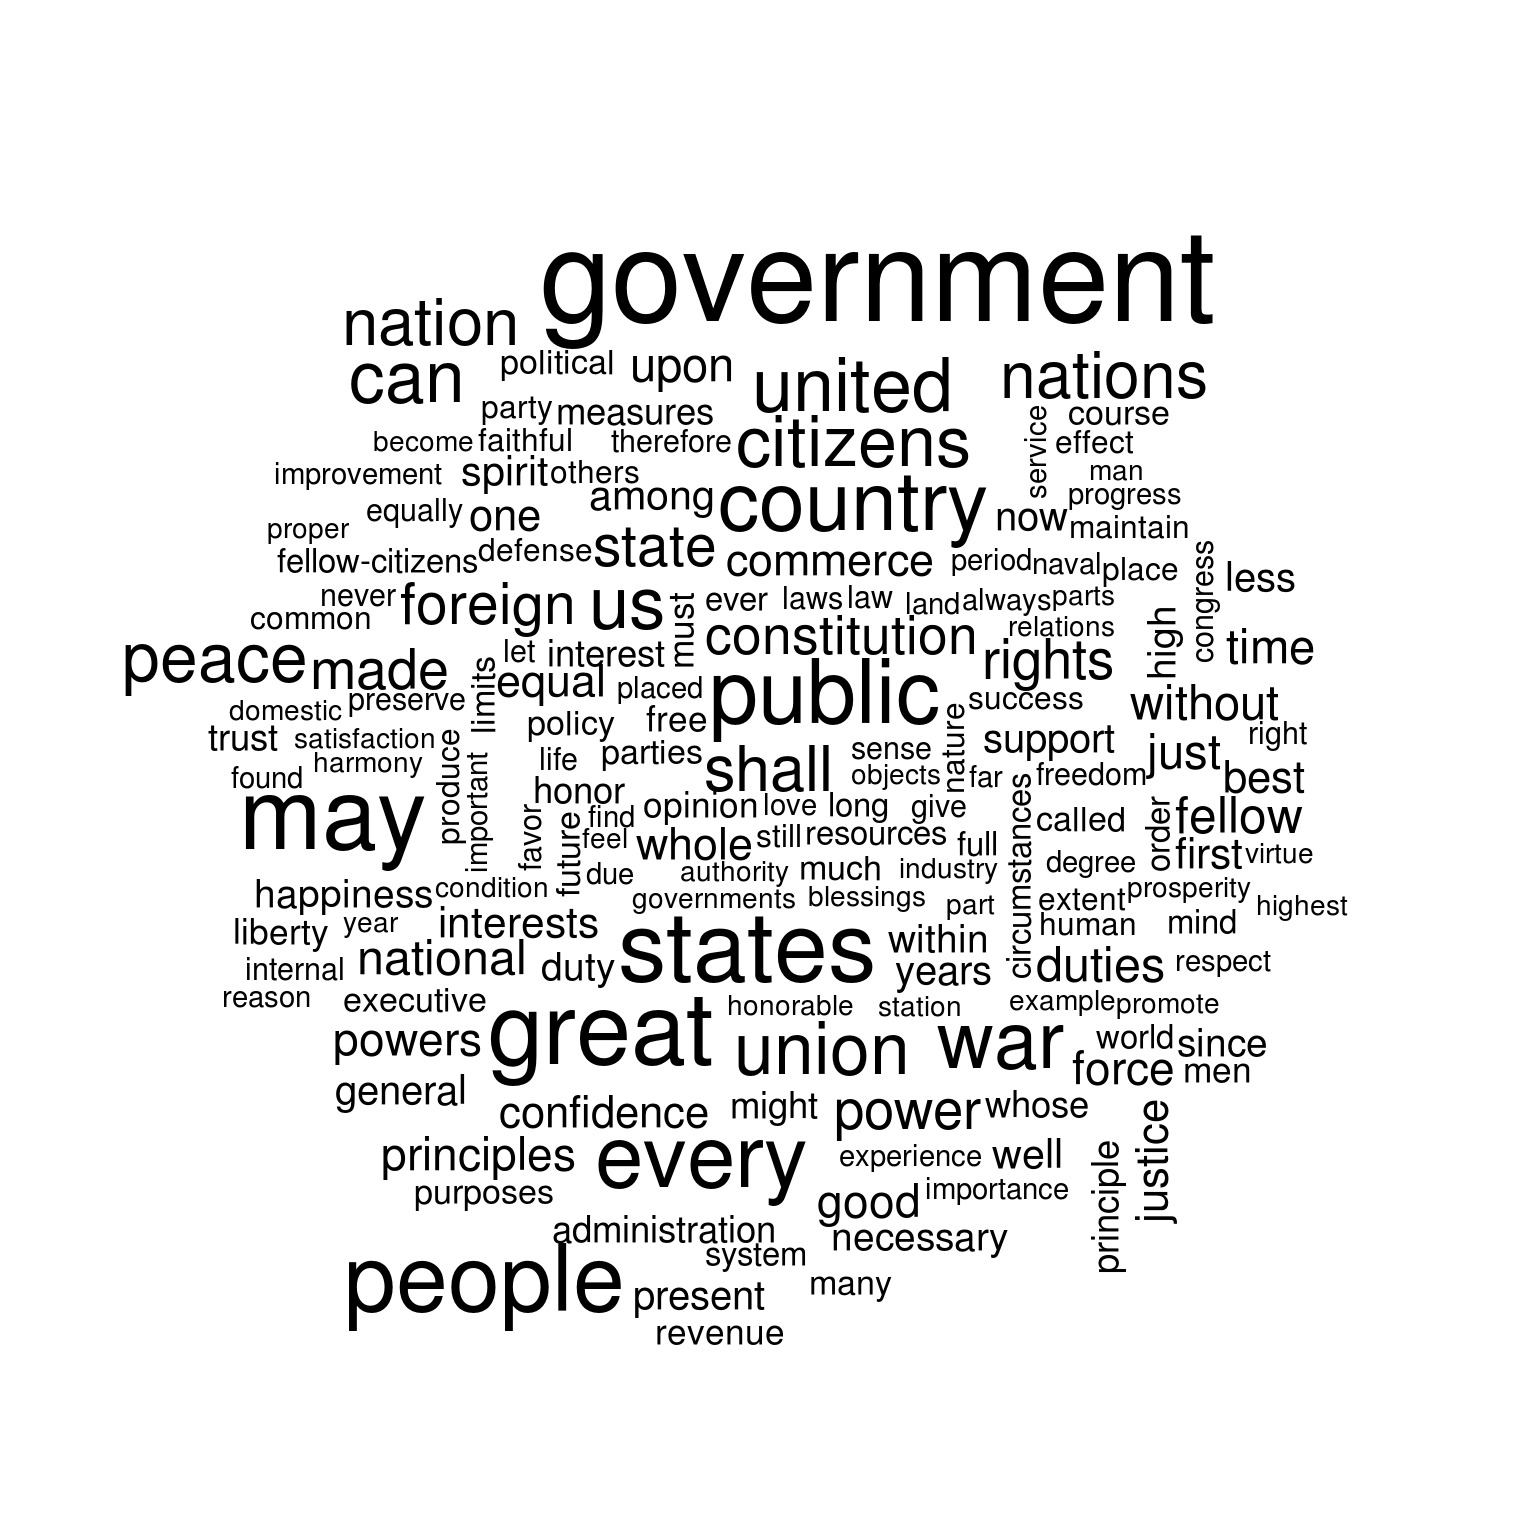 government
nation
can political upon united nations
party measures service course
become faithful therefore citizens effect
improvement spirit others man
among country progress
proper equally one now maintain
fellow-citizens defense state commerce period naval place congress less
never foreign us must ever laws law land always parts
common constitution relations high
peace made limits let interest rights time
preserve equal placed public success without
domestic policy free nature
trust satisfaction produce sense support just right
harmony important life parties shall objects far freedom best
found honor circumstances
may favor future find opinion love long give called order fellow
feel whole still resources full first virtue
due authority much industry degree
happiness condition governments blessings part extent prosperity highest
liberty year interests states within human mind
internal national duty years duties respect
reason executive honorable station example promote
powers great union war world since
force men
general confidence might power whose justice
principles every experience well principle
purposes good importance
administration necessary
people system
present many
revenue